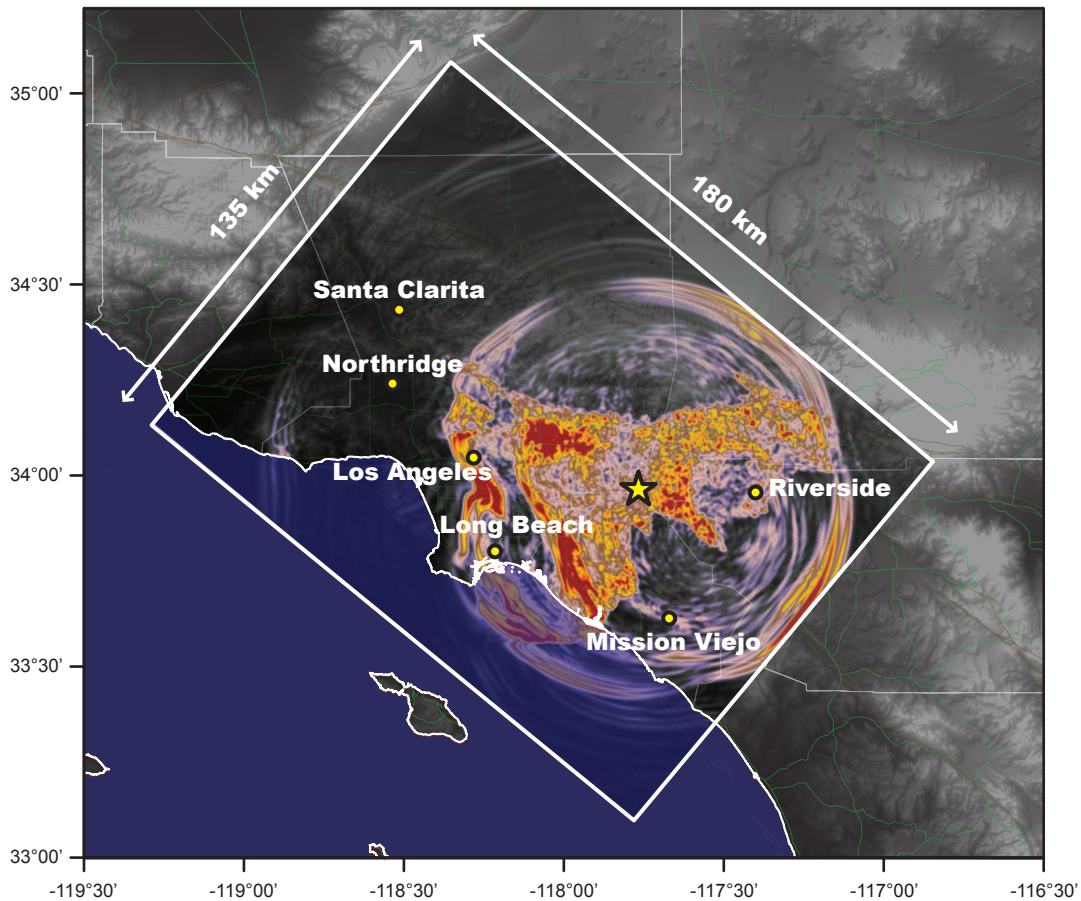 35°00'
34°30'
34°00'
33°30'
33°00'
135 km
180 km
Santa Clarita
Northridge
Los Angeles
Riverside
Long Beach
Mission Viejo
-119°30'
-119°00'
-118°30'
-118°00'
-117°30'
-117°00'
-116°30'